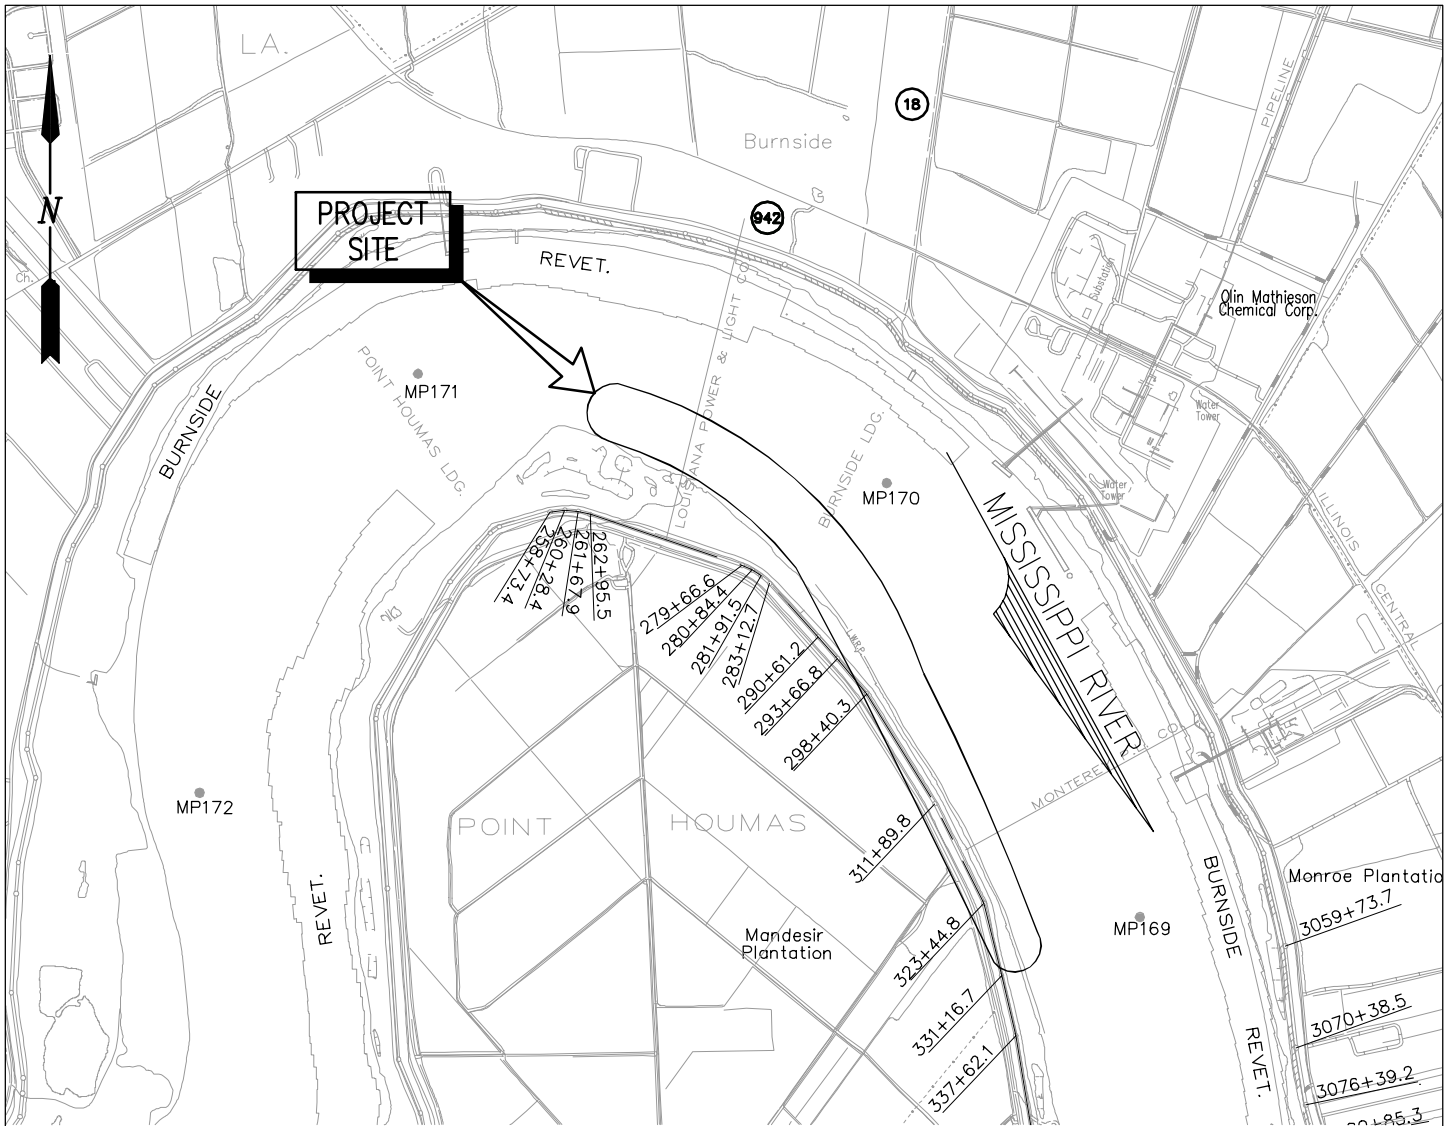 LA.
18
Burnside
PIPELINE
N
PROJECT
SITE
942
REVET.
Ch.
Substation
Olin Mathieson
Chemical Corp.
LOUISIANA POWER & LIGHT CO
POINT HOUMAS LDG.
MP171
BURNSIDE
BURNSIDE LDG.
MP170
Water
Tower
Water
Tower
ILLINOIS
CENTRAL
MISSISSIPPI RIVER
258+73.4
260+28.4
261+67.9
262+95.5
279+66.6
280+84.4
281+91.5
283+12.7
290+61.2
293+66.8
298+40.3
L.W.R.P.
MONTEREY
CO
MP172
POINT HOUMAS
311+89.8
REVET.
BURNSIDE
Monroe Plantatio
3059+73.7
Mandesir
Plantation
MP169
323+44.8
331+16.7
337+62.1
3070+38.5
REVET.
3076+39.2
+85.3